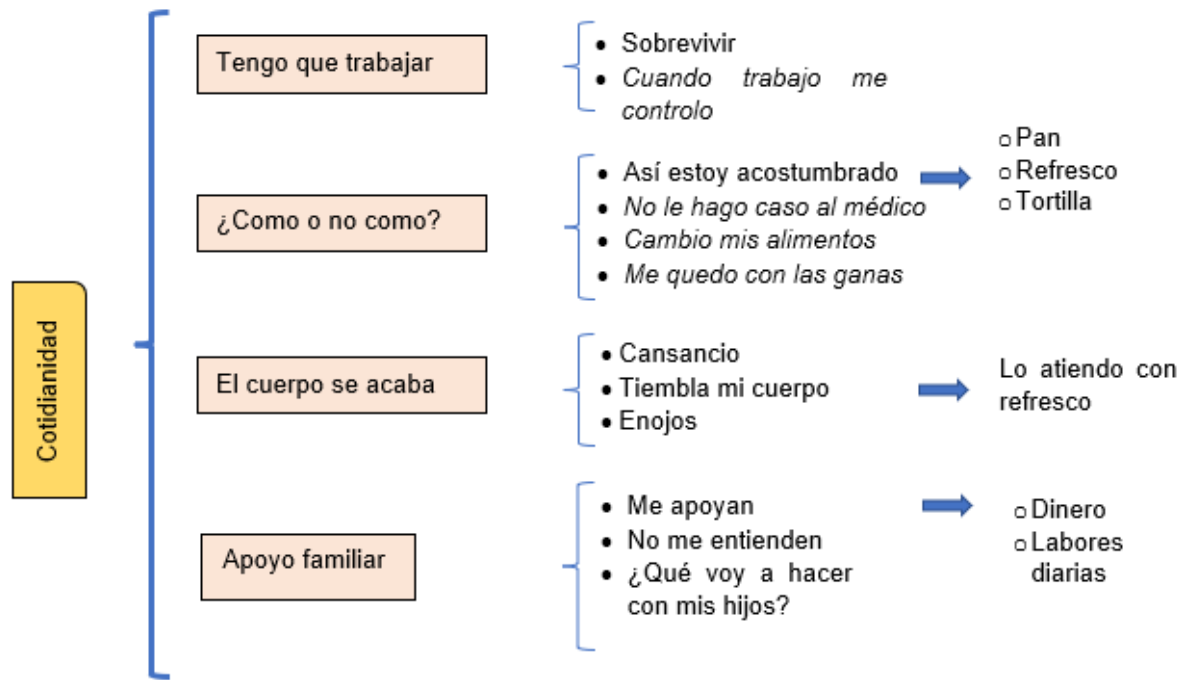 Cotidianidad
Tengo que trabajar
• Sobrevivir
• Cuando trabajo me
controlo
¿Como o no como?
• Así estoy acostumbrado
• No le hago caso al médico
• Cambio mis alimentos
• Me quedo con las ganas
○ Pan
○ Refresco
○ Tortilla
El cuerpo se acaba
• Cansancio
• Tiembla mi cuerpo
• Enojos
Lo atiendo con
refresco
Apoyo familiar
• Me apoyan
• No me entienden
• ¿Qué voy a hacer
con mis hijos?
○ Dinero
○ Labores
diarias